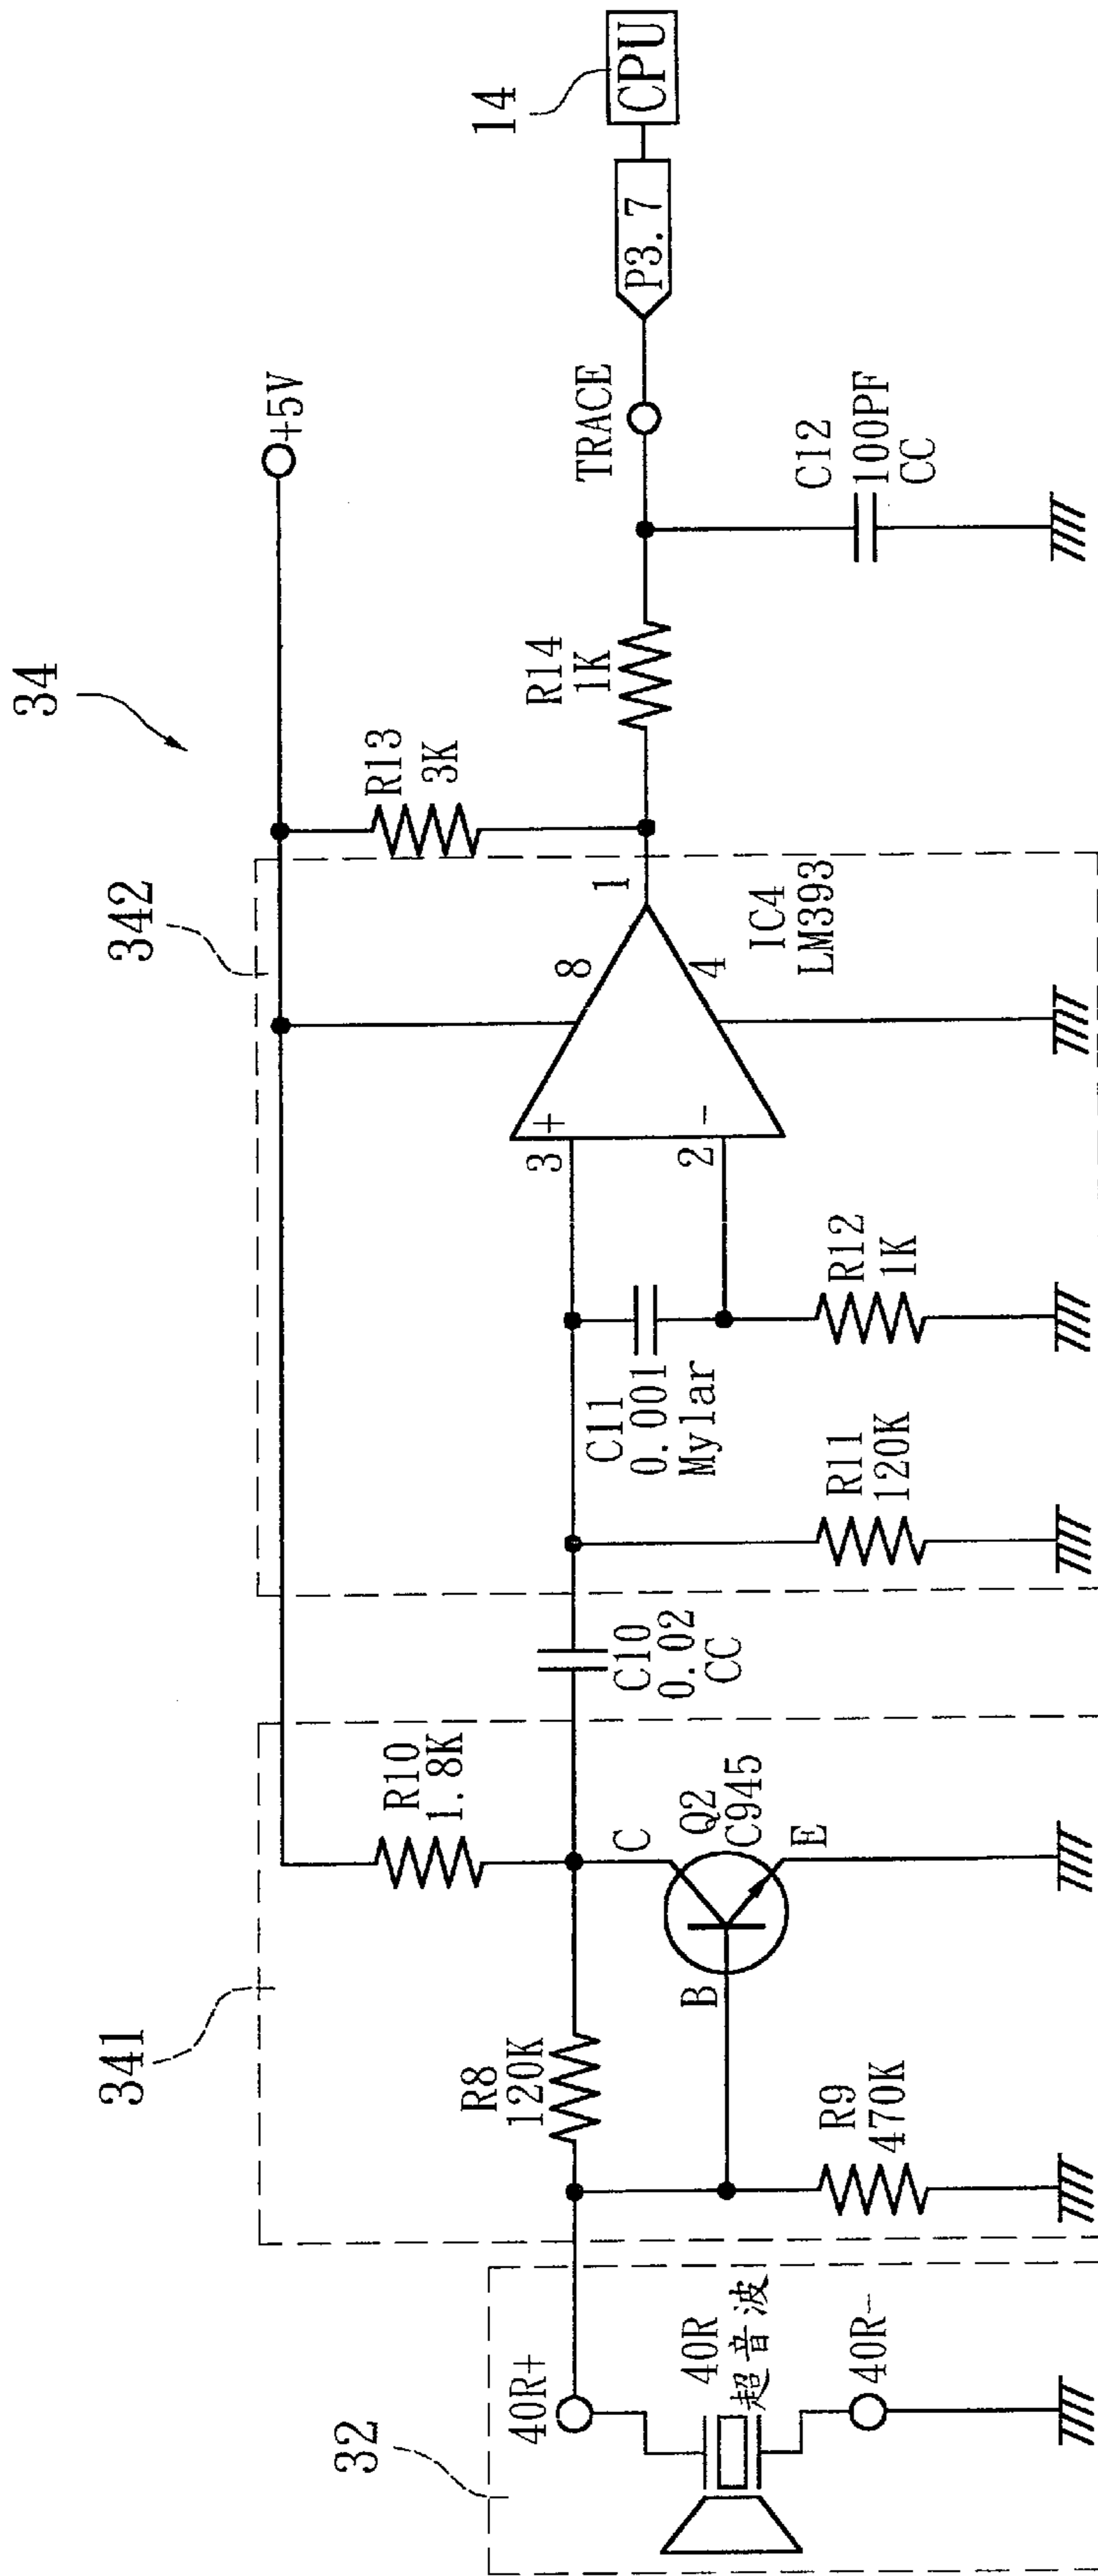 34
341
342
+5V
32
40R+
40R
超音波
40R-
R8
120K
R9
470K
R10
1.8K
B
C
E
Q2
C945
C10
0.02
CC
R11
120K
C11
0.001
Mylar
R12
1K
3
+
2
-
8
4
1
IC4
LM393
R13
3K
R14
1K
TRACE
C12
100PF
CC
P3.7
CPU
14